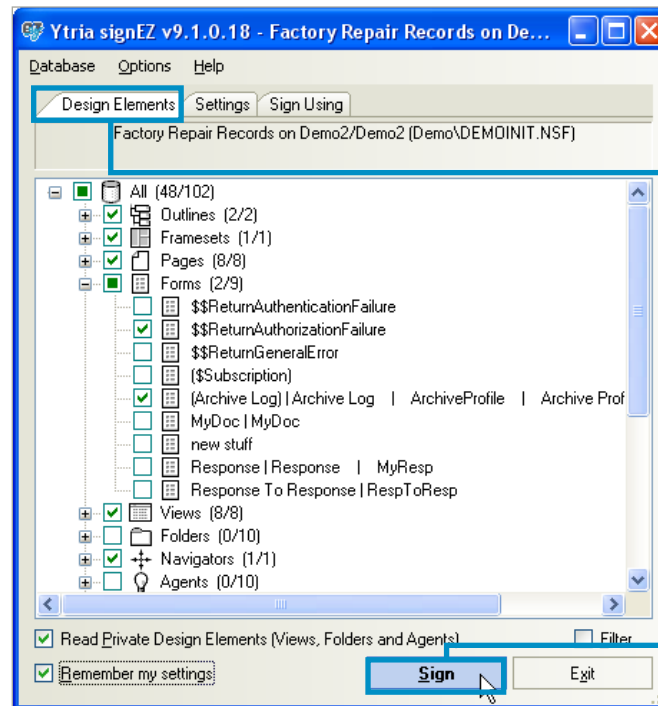 Ytria signEZ v9.1.0.18 - Factory Repair Records on De...
Database Options Help
Design Elements Settings Sign Using
Factory Repair Records on Demo2/Demo2 (Demo\DEMOINIT.NSF)
All (48/102)
Outlines (2/2)
Framesets (1/1)
Pages (8/8)
Forms (2/9)
$$ReturnAuthenticationFailure
$$ReturnAuthorizationFailure
$$ReturnGeneralError
($Subscription)
(Archive Log) | Archive Log | ArchiveProfile | Archive Prof
MyDoc | MyDoc
new stuff
Response | Response | MyResp
Response To Response | RespToResp
Views (8/8)
Folders (0/10)
Navigators (1/1)
Agents (0/10)
Read Private Design Elements (Views, Folders and Agents) Filter
Remember my settings Sign Exit